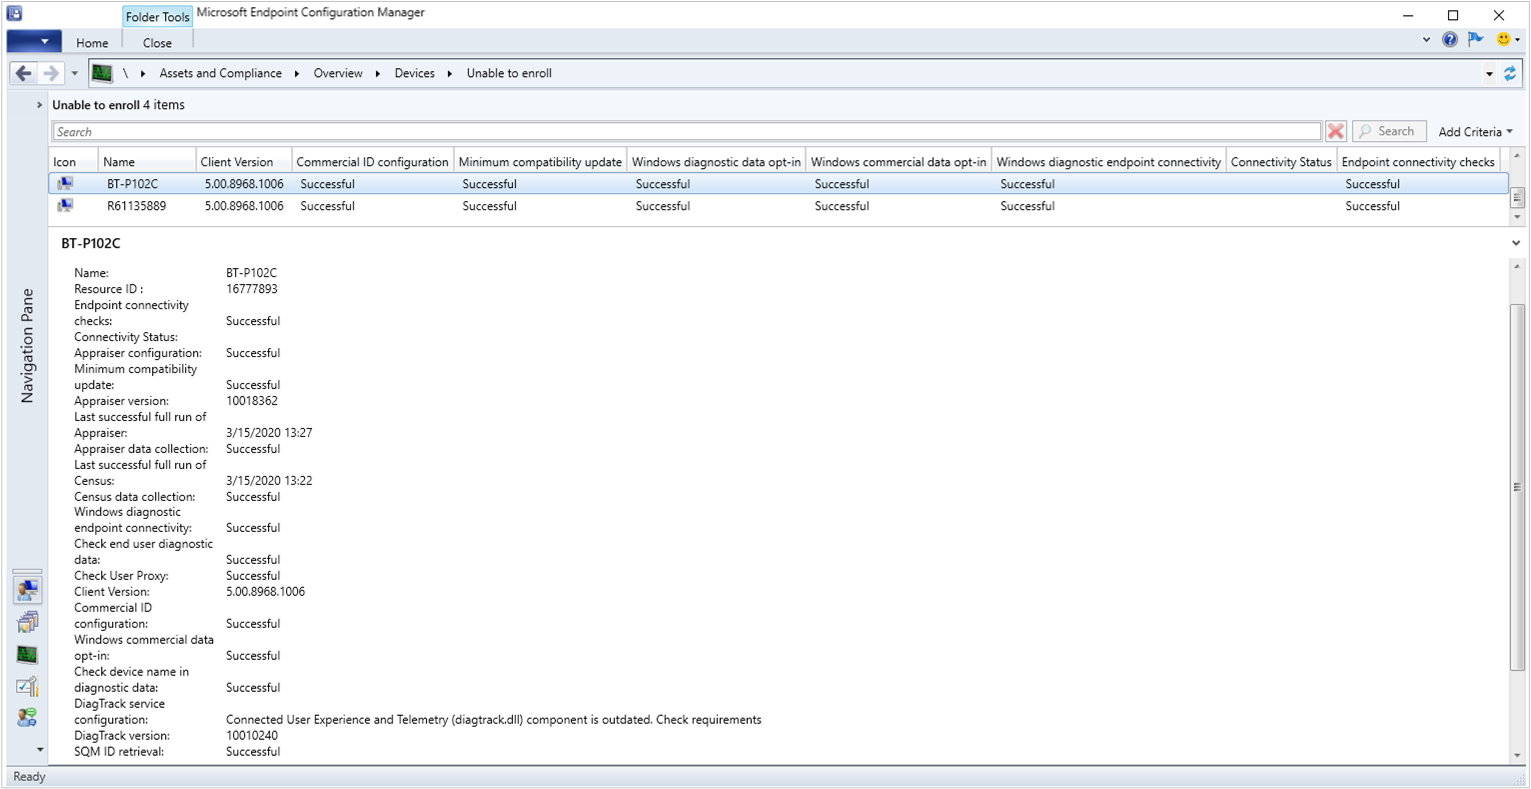 Folder Tools Microsoft Endpoint Configuration Manager
Home Close
\ Assets and Compliance Overview Devices Unable to enroll
Unable to enroll 4 items
Search Search Add Criteria
Icon Name Client Version Commercial ID configuration Minimum compatibility update Windows diagnostic data opt-in Windows commercial data opt-in Windows diagnostic endpoint connectivity Connectivity Status Endpoint connectivity checks
BT-P102C 5.00.8968.1006 Successful Successful Successful Successful Successful Successful
R61135889 5.00.8968.1006 Successful Successful Successful Successful Successful Successful
Navigation Pane
BT-P102C
Name: BT-P102C
Resource ID : 16777893
Endpoint connectivity
checks: Successful
Connectivity Status:
Appraiser configuration: Successful
Minimum compatibility
update: Successful
Appraiser version: 10018362
Last successful full run of
Appraiser: 3/15/2020 13:27
Appraiser data collection: Successful
Last successful full run of
Census: 3/15/2020 13:22
Census data collection: Successful
Windows diagnostic
endpoint connectivity: Successful
Check end user diagnostic
data: Successful
Check User Proxy: Successful
Client Version: 5.00.8968.1006
Commercial ID
configuration: Successful
Windows commercial data
opt-in: Successful
Check device name in
diagnostic data: Successful
DiagTrack service
configuration: Connected User Experience and Telemetry (diagtrack.dll) component is outdated. Check requirements
DiagTrack version: 10010240
SQM ID retrieval: Successful
Ready